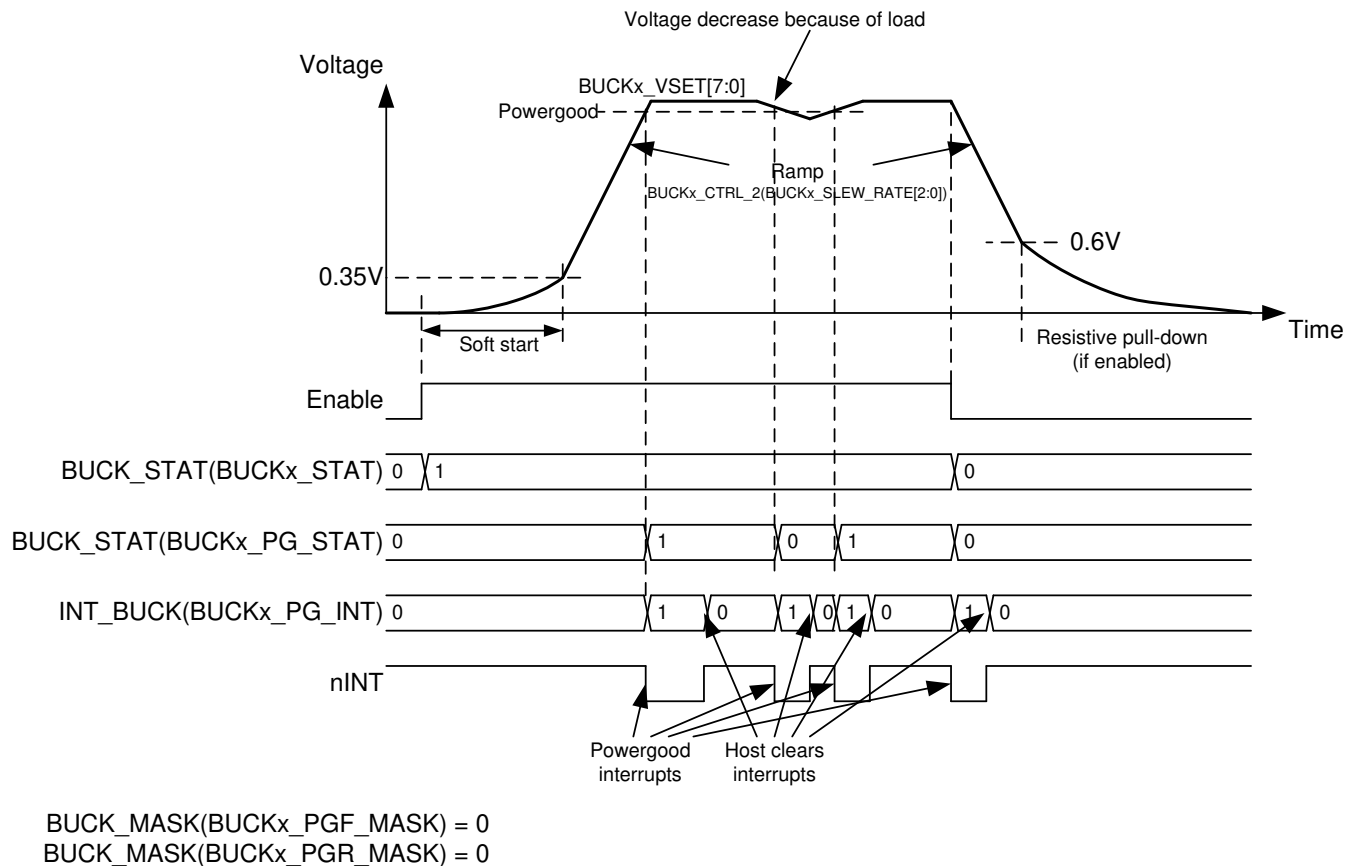 Voltage decrease because of load
Voltage
BUCKx_VSET[7:0]
Powergood
Ramp
BUCKx_CTRL_2(BUCKx_SLEW_RATE[2:0])
0.6V
0.35V
Time
Soft start
Resistive pull-down
(if enabled)
Enable
BUCK_STAT(BUCKx_STAT) 0 1 0
BUCK_STAT(BUCKx_PG_STAT) 0 1 0 1 0
INT_BUCK(BUCKx_PG_INT) 0 1 0 1 0 1 0 1 0
nINT
Powergood
interrupts
Host clears
interrupts
BUCK_MASK(BUCKx_PGF_MASK) = 0
BUCK_MASK(BUCKx_PGR_MASK) = 0